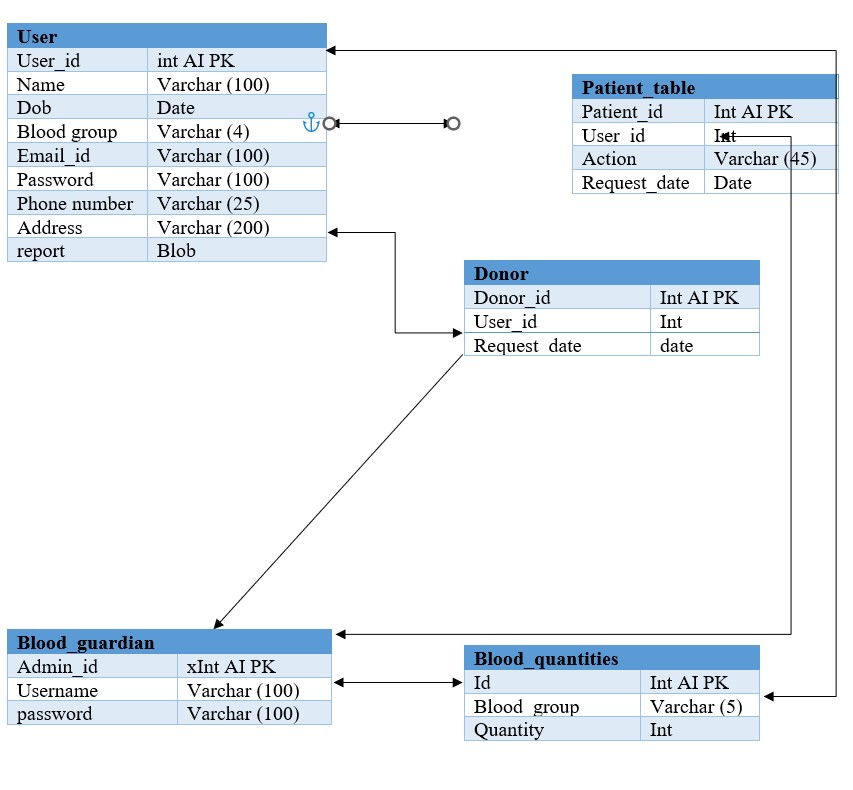 User
User_id int AI PK
Name Varchar (100)
Dob Date
Blood group Varchar (4)
Email_id Varchar (100)
Password Varchar (100)
Phone number Varchar (25)
Address Varchar (200)
report Blob
Patient_table
Patient_id Int AI PK
User_id Int
Action Varchar (45)
Request_date Date
Donor
Donor_id Int AI PK
User_id Int
Request_date date
Blood_guardian
Admin_id xInt AI PK
Username Varchar (100)
password Varchar (100)
Blood_quantities
Id Int AI PK
Blood_group Varchar (5)
Quantity Int